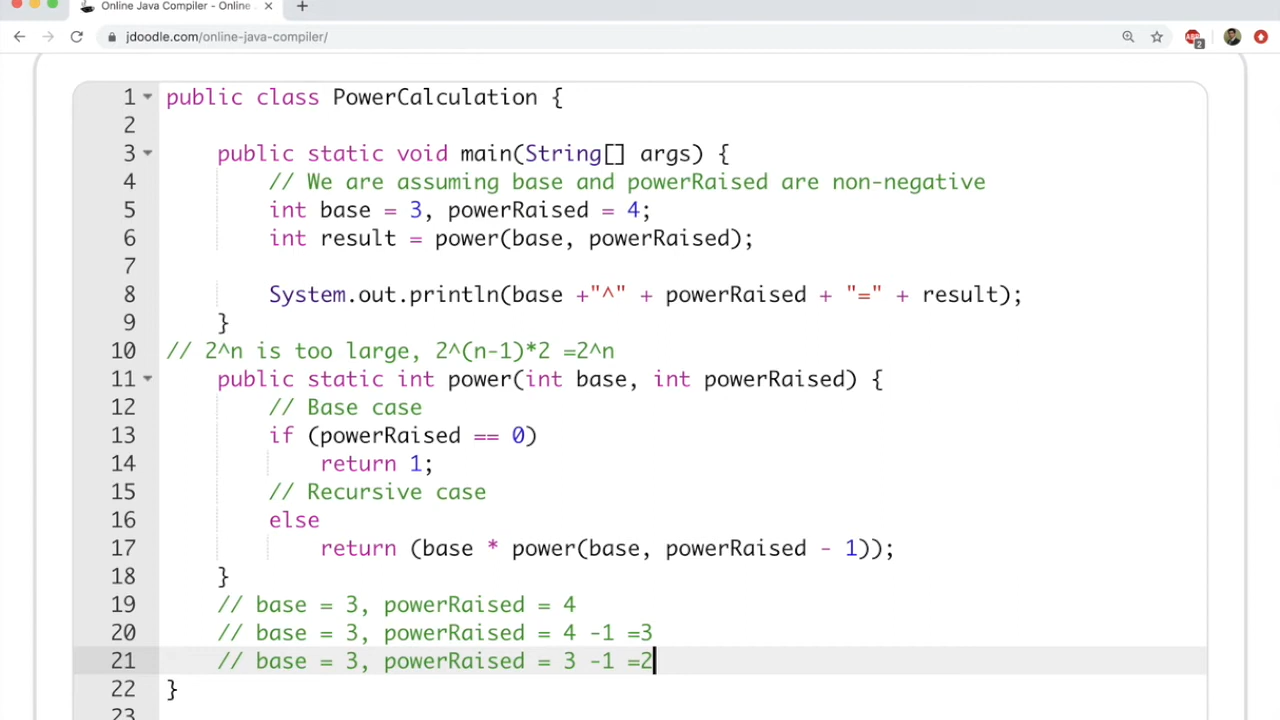 Online Java Compiler - Online
jdoodle.com/online-java-compiler/
ABP
2
1 public class PowerCalculation {
2
3 public static void main(String[] args) {
4 // We are assuming base and powerRaised are non-negative
5 int base = 3, powerRaised = 4;
6 int result = power(base, powerRaised);
7
8 System.out.println(base +"^" + powerRaised + "=" + result);
9 }
10 // 2^n is too large, 2^(n-1)*2 =2^n
11 public static int power(int base, int powerRaised) {
12 // Base case
13 if (powerRaised == 0)
14 return 1;
15 // Recursive case
16 else
17 return (base * power(base, powerRaised - 1));
18 }
19 // base = 3, powerRaised = 4
20 // base = 3, powerRaised = 4 -1 =3
21 // base = 3, powerRaised = 3 -1 =2
22 }
23